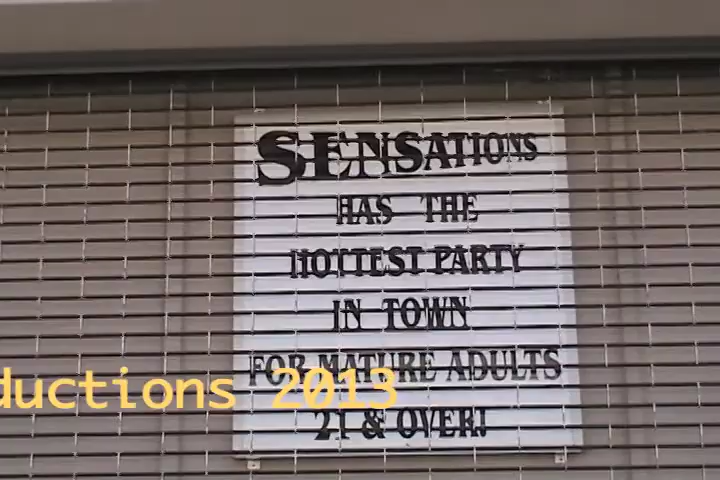 SENSATIONS
HAS THE
HOTTEST PARTY
IN TOWN
FOR MATURE ADULTS
ductions 2013
21 & OVER!